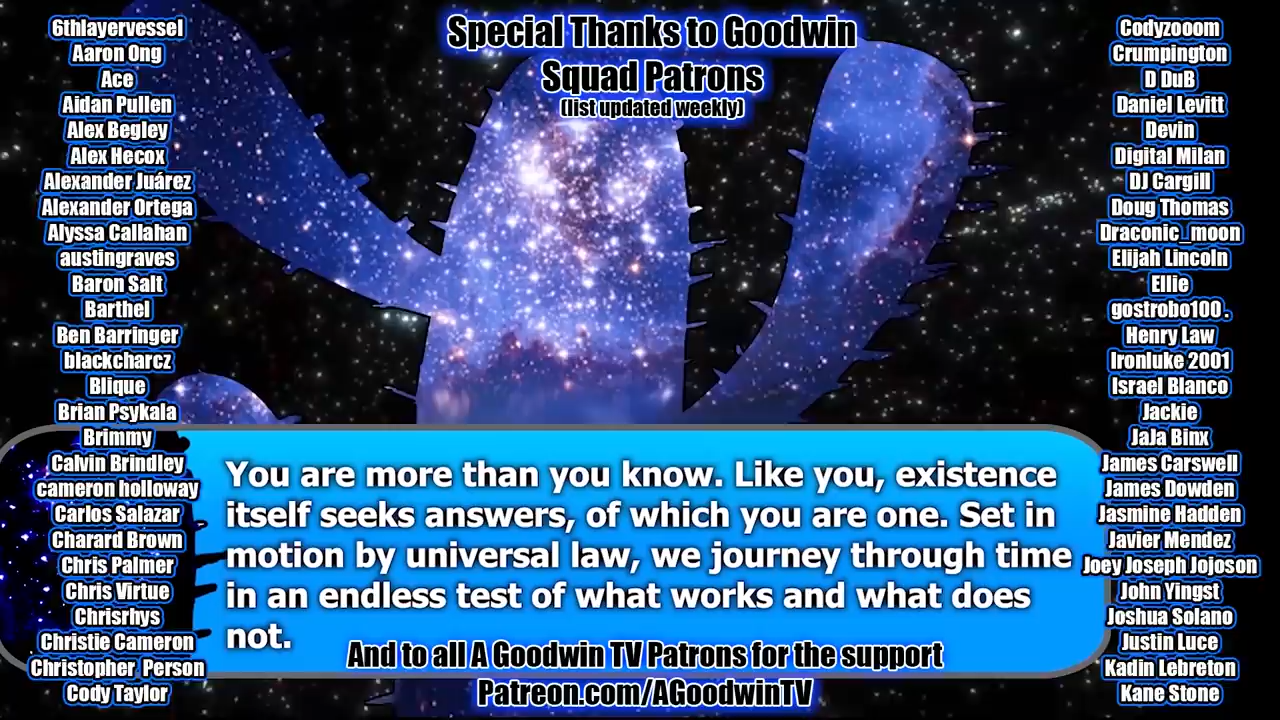 Special Thanks to Goodwin
Squad Patrons
(list updated weekly)
6thlayervessel
Aaron Ong
Ace
Aidan Pullen
Alex Begley
Alex Hecox
Alexander Juárez
Alexander Ortega
Alyssa Callahan
austingraves
Baron Salt
Barthel
Ben Barringer
blackcharcz
Blique
Brian Psykala
Brimmy
Calvin Brindley
cameron holloway
Carlos Salazar
Charard Brown
Chris Palmer
Chris Virtue
Chrisrhys
Christie Cameron
Christopher Person
Cody Taylor
Codyzooom
Crumpington
D DuB
Daniel Levitt
Devin
Digital Milan
DJ Cargill
Doug Thomas
Draconic_moon
Elijah Lincoln
Ellie
gostrobo100 .
Henry Law
Ironluke 2001
Israel Blanco
Jackie
JaJa Binx
James Carswell
James Dowden
Jasmine Hadden
Javier Mendez
Joey Joseph Jojoson
John Yingst
Joshua Solano
Justin Luce
Kadin Lebreton
Kane Stone
You are more than you know. Like you, existence
itself seeks answers, of which you are one. Set in
motion by universal law, we journey through time
in an endless test of what works and what does
not.
And to all A Goodwin TV Patrons for the support
Patreon.com/AGoodwinTV